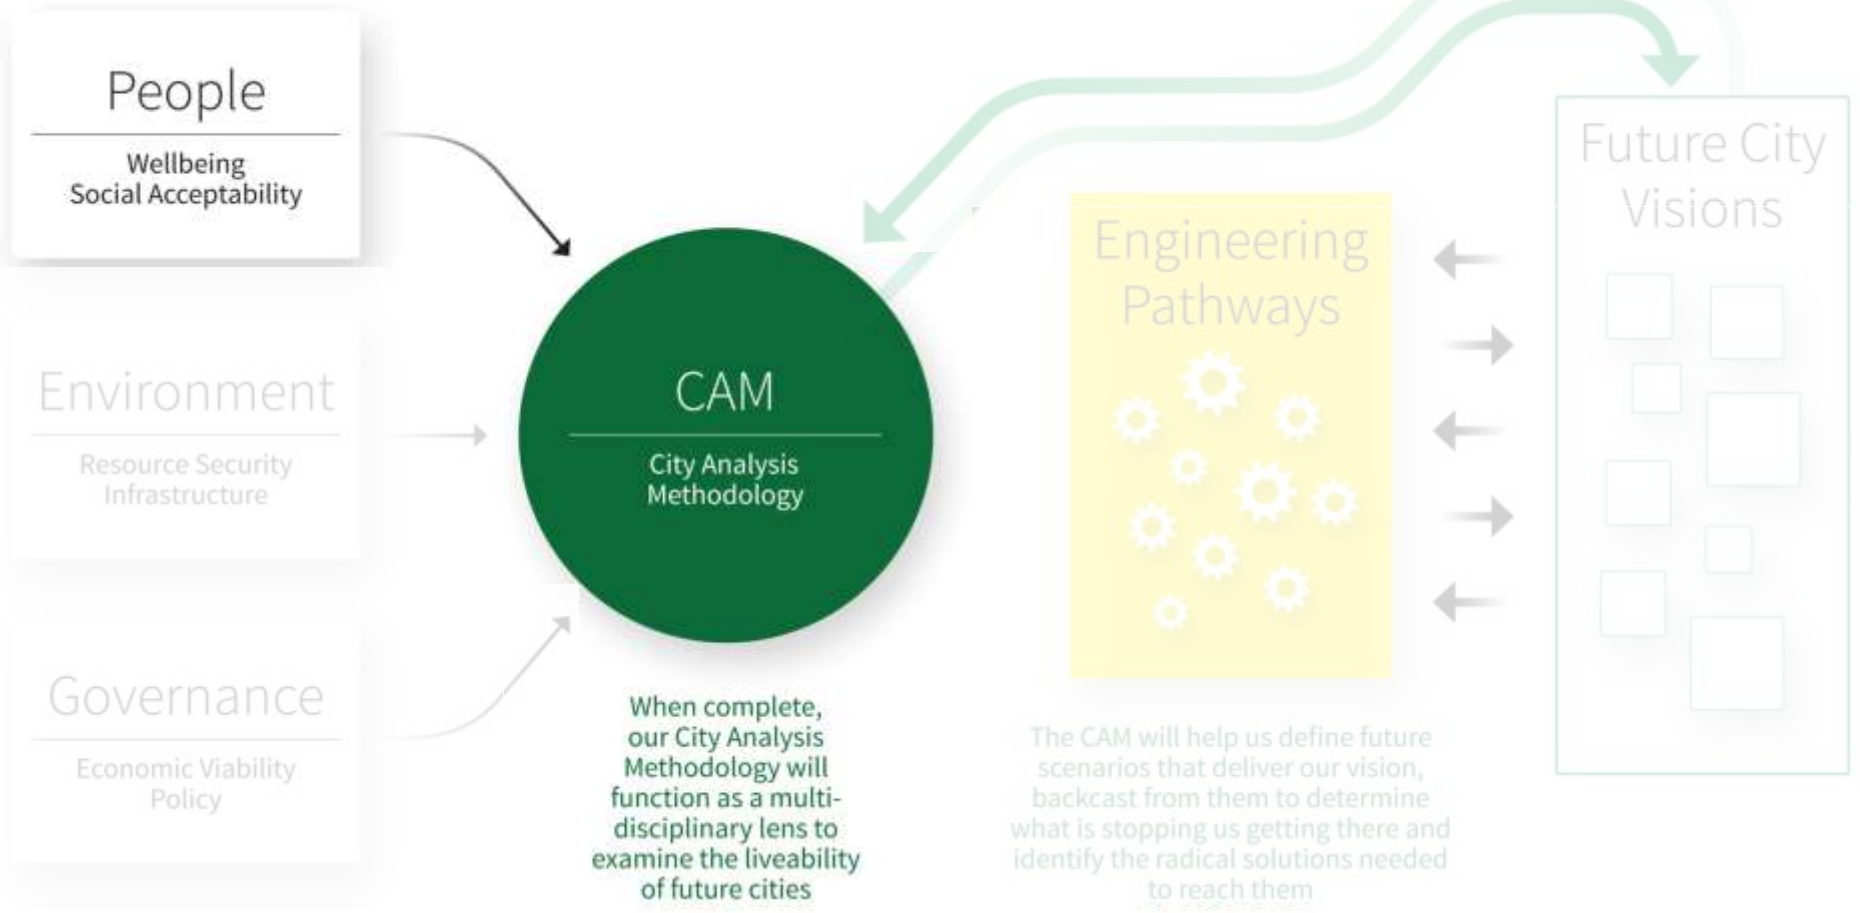 People
Wellbeing
Social Acceptability
Environment
Resource Security
Infrastructure
Governance
Economic Viability
Policy
CAM
City Analysis
Methodology
When complete,
our City Analysis
Methodology will
function as a multi-
disciplinary lens to
examine the liveability
of future cities
Engineering
Pathways
The CAM will help us define future
scenarios that deliver our vision,
backcast from them to determine
what is stopping us getting there and
identify the radical solutions needed
to reach them
Future City
Visions